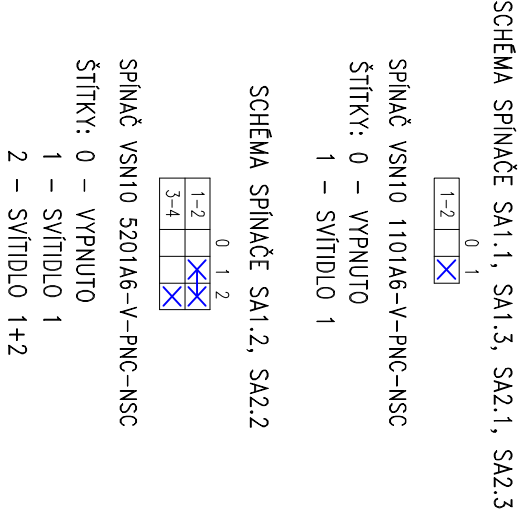 SCHÉMA SPÍNAČE SA1.1, SA1.3, SA2.1, SA2.3
0 1
1-2 X
SPÍNAČ VSN10 1101A6-V-PNC-NSC
ŠTÍTKY: 0 - VYPNUTO
1 - SVÍTIDLO 1
SCHÉMA SPÍNAČE SA1.2, SA2.2
0 1 2
1-2 X X
3-4 X
SPÍNAČ VSN10 5201A6-V-PNC-NSC
ŠTÍTKY: 0 - VYPNUTO
1 - SVÍTIDLO 1
2 - SVÍTIDLO 1+2